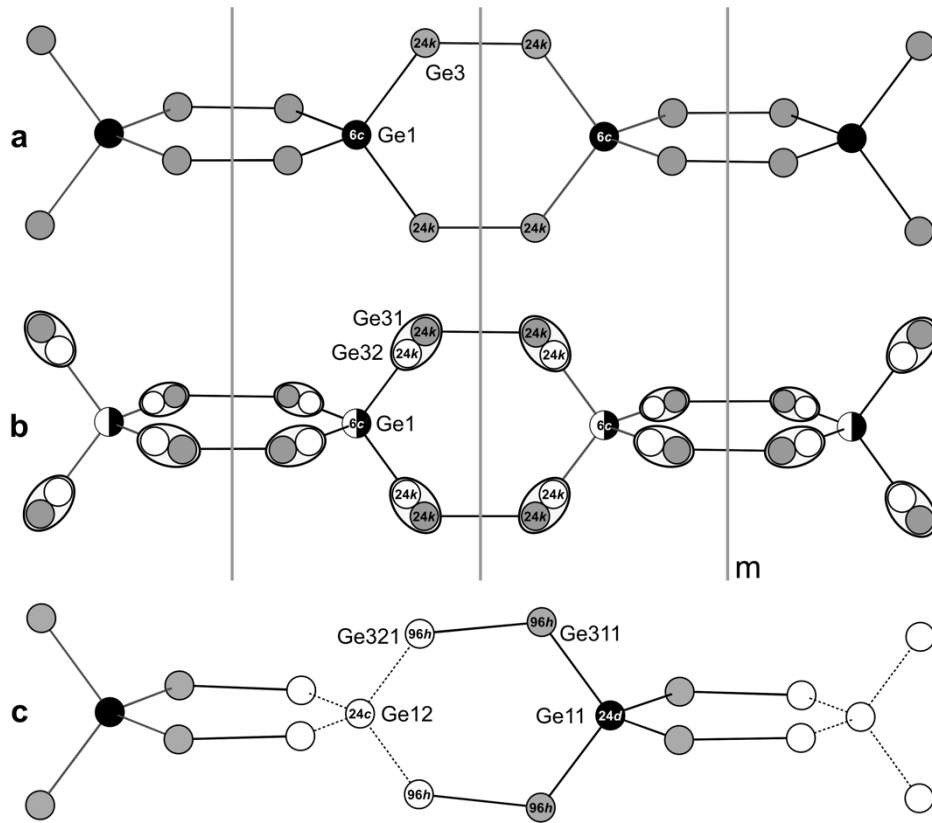 24k 24k
Ge3
a 6c Ge1 6c
Ge31 24k 24k
Ge32 24k 24k
b 6c Ge1 6c
24k 24k
24k 24k
m
Ge321 96h 96h Ge311
c 24c Ge12 Ge11 24d
96h 96h
24k 24k